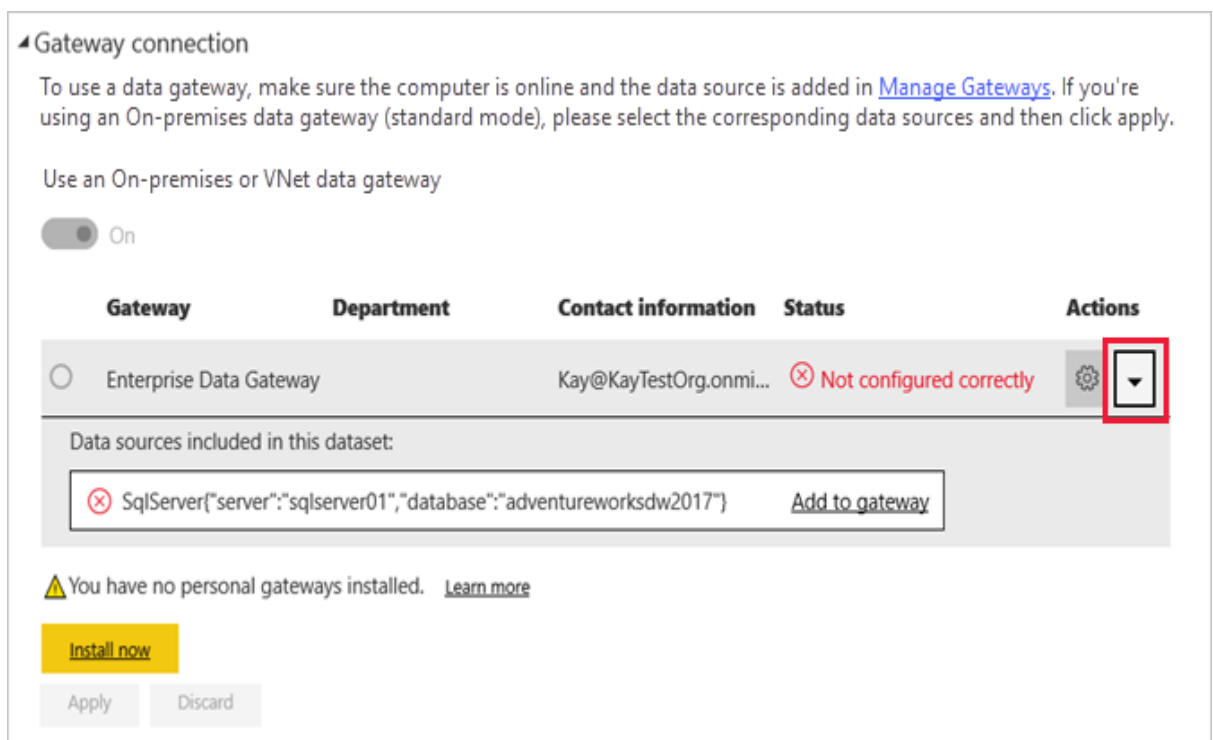 Gateway connection
To use a data gateway, make sure the computer is online and the data source is added in Manage Gateways. If you're
using an On-premises data gateway (standard mode), please select the corresponding data sources and then click apply.
Use an On-premises or VNet data gateway
On
Gateway Department Contact information Status Actions
Enterprise Data Gateway Kay@KayTestOrg.onmi... Not configured correctly
Data sources included in this dataset:
SqlServer{"server":"sqlserver01","database":"adventureworksdw2017"} Add to gateway
You have no personal gateways installed. Learn more
Install now
Apply Discard